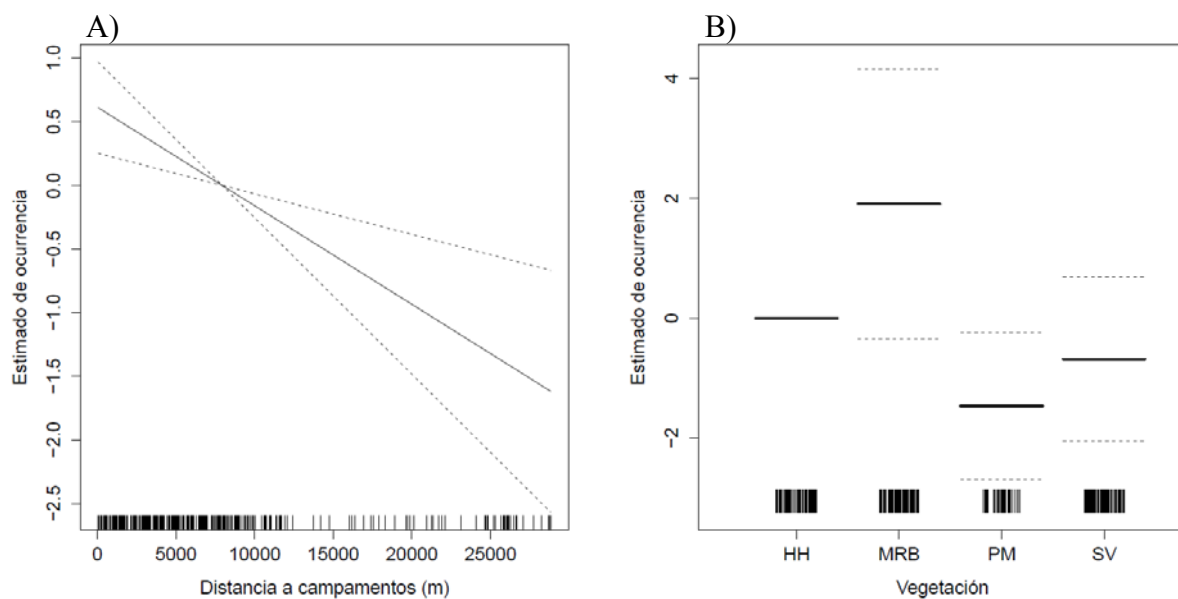 A)
Estimado de ocurrencia
1.0
0.5
0.0
−0.5
−1.0
−1.5
−2.0
−2.5
0 5000 10000 15000 20000 25000
Distancia a campamentos (m)
B)
Estimado de ocurrencia
4
2
0
−2
HH MRB PM SV
Vegetación